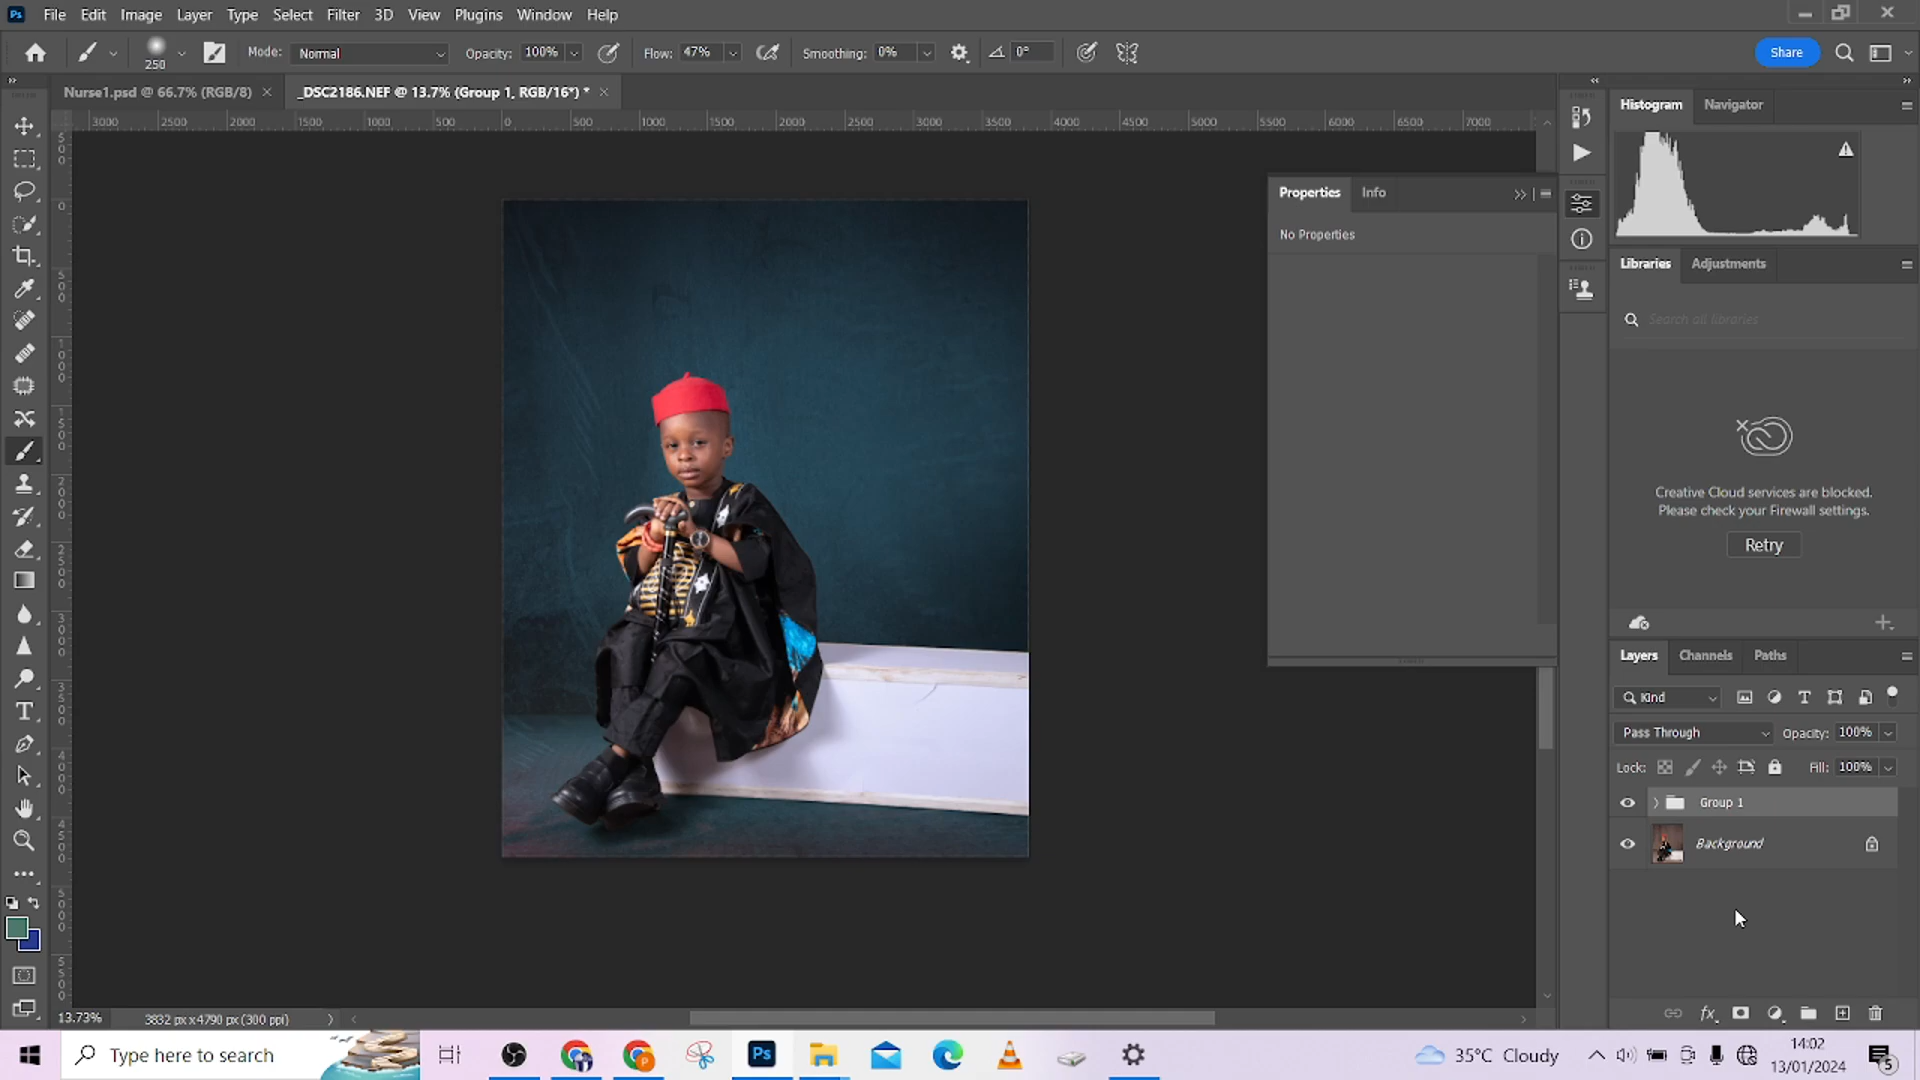 Ps File Edit Image Layer Type Select Filter 3D View Plugins Window Help
250 Mode: Normal Opacity: 100% Flow: 47% Smoothing: 0% 0° Share
Nurse1.psd @ 66.7% (RGB/8) × _DSC2186.NEF @ 13.7% (Group 1, RGB/16*) * ×
3000 2500 2000 1500 1000 500 0 500 1000 1500 2000 2500 3000 3500 4000 4500 5000 5500 6000 6500 7000
Histogram Navigator
Properties Info
No Properties
Libraries Adjustments
Search all libraries
Creative Cloud services are blocked.
Please check your Firewall settings.
Retry
Layers Channels Paths
Kind
Pass Through Opacity: 100%
Lock: Fill: 100%
Group 1
Background
13.73% 3832 px x 4790 px (300 ppi)
Type here to search
Ps
35°C Cloudy
14:02
13/01/2024
5